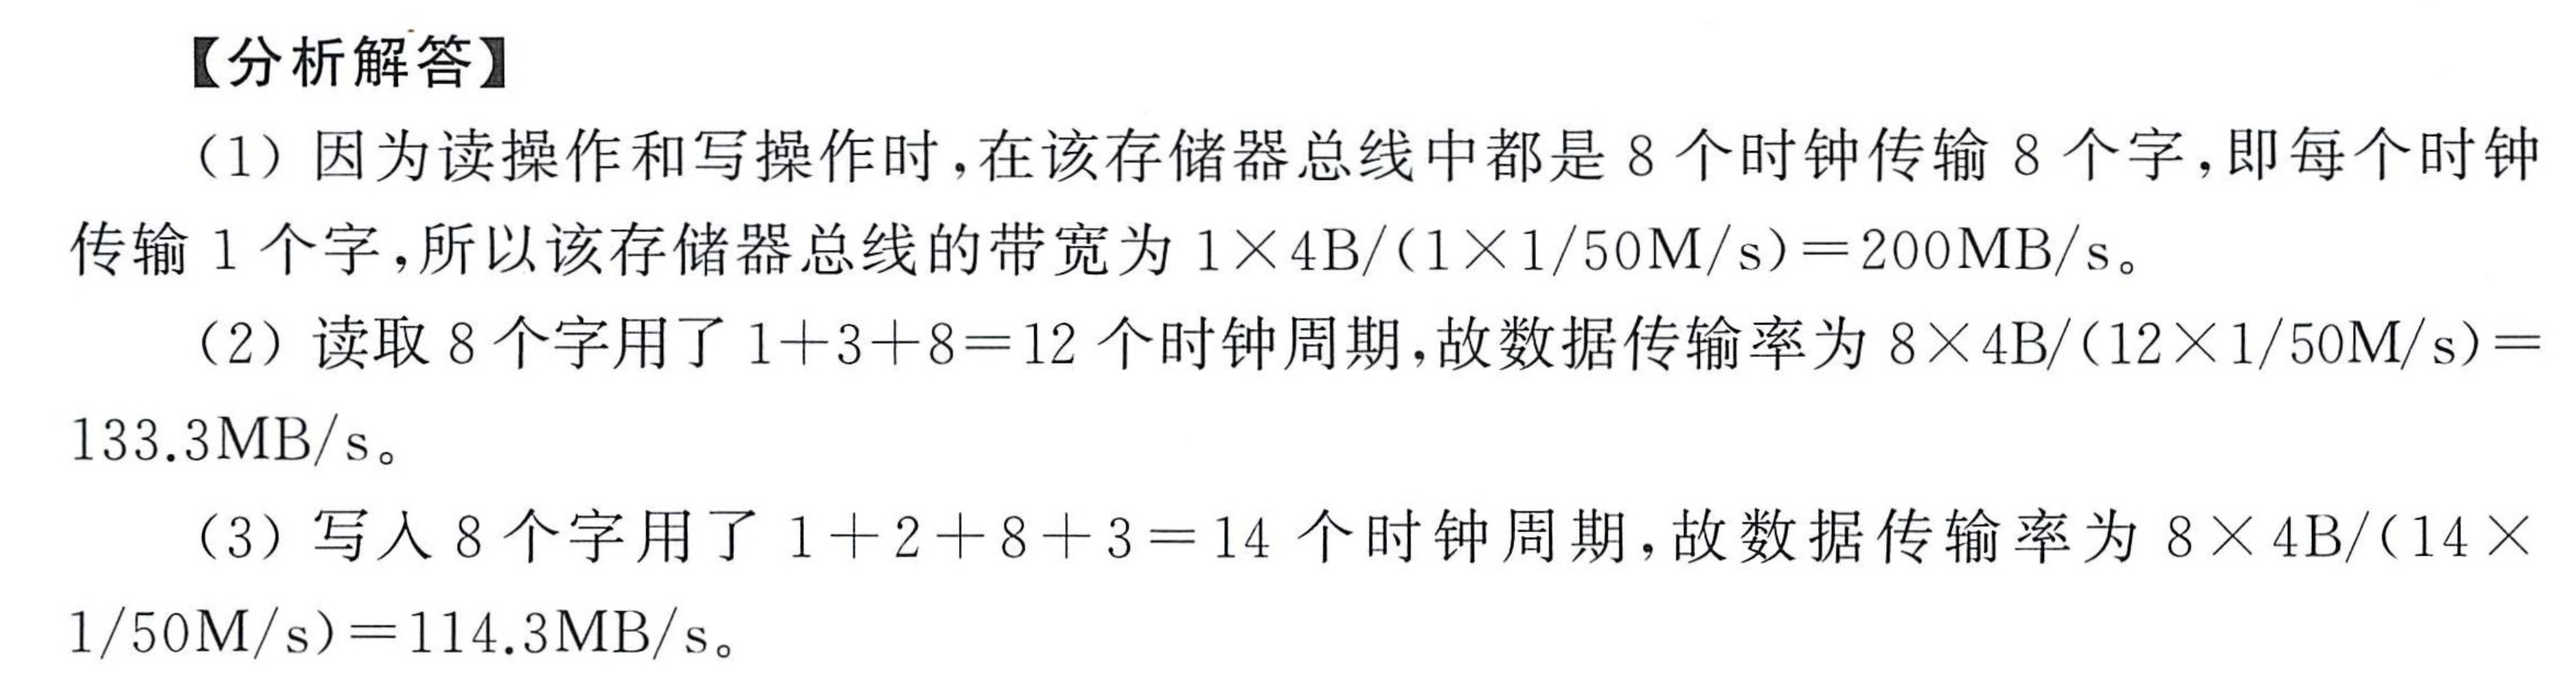 【分析解答】
（1）因为读操作和写操作时,在该存储器总线中都是 8 个时钟传输 8 个字,即每个时钟
传输 1 个字,所以该存储器总线的带宽为 1×4B/(1×1/50M/s)=200MB/s。
（2）读取 8 个字用了 1+3+8=12 个时钟周期,故数据传输率为 8×4B/(12×1/50M/s)=
133.3MB/s。
（3）写入 8 个字用了 1+2+8+3=14 个时钟周期,故数据传输率为 8×4B/(14×
1/50M/s)=114.3MB/s。